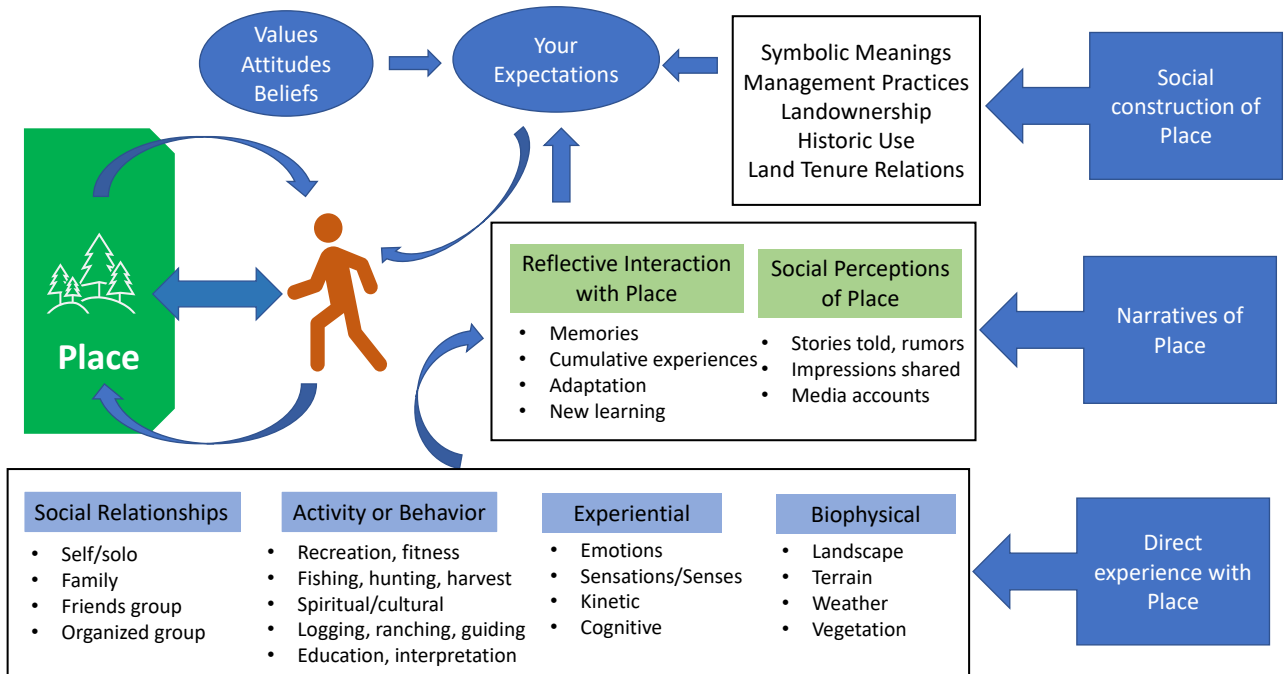 Values
Attitudes
Beliefs
Your
Expectations
Symbolic Meanings
Management Practices
Landownership
Historic Use
Land Tenure Relations
Social
construction of
Place
Place
Reflective Interaction
with Place
• Memories
• Cumulative experiences
• Adaptation
• New learning
Social Perceptions
of Place
• Stories told, rumors
• Impressions shared
• Media accounts
Narratives of
Place
Social Relationships
• Self/solo
• Family
• Friends group
• Organized group
Activity or Behavior
• Recreation, fitness
• Fishing, hunting, harvest
• Spiritual/cultural
• Logging, ranching, guiding
• Education, interpretation
Experiential
• Emotions
• Sensations/Senses
• Kinetic
• Cognitive
Biophysical
• Landscape
• Terrain
• Weather
• Vegetation
Direct
experience with
Place